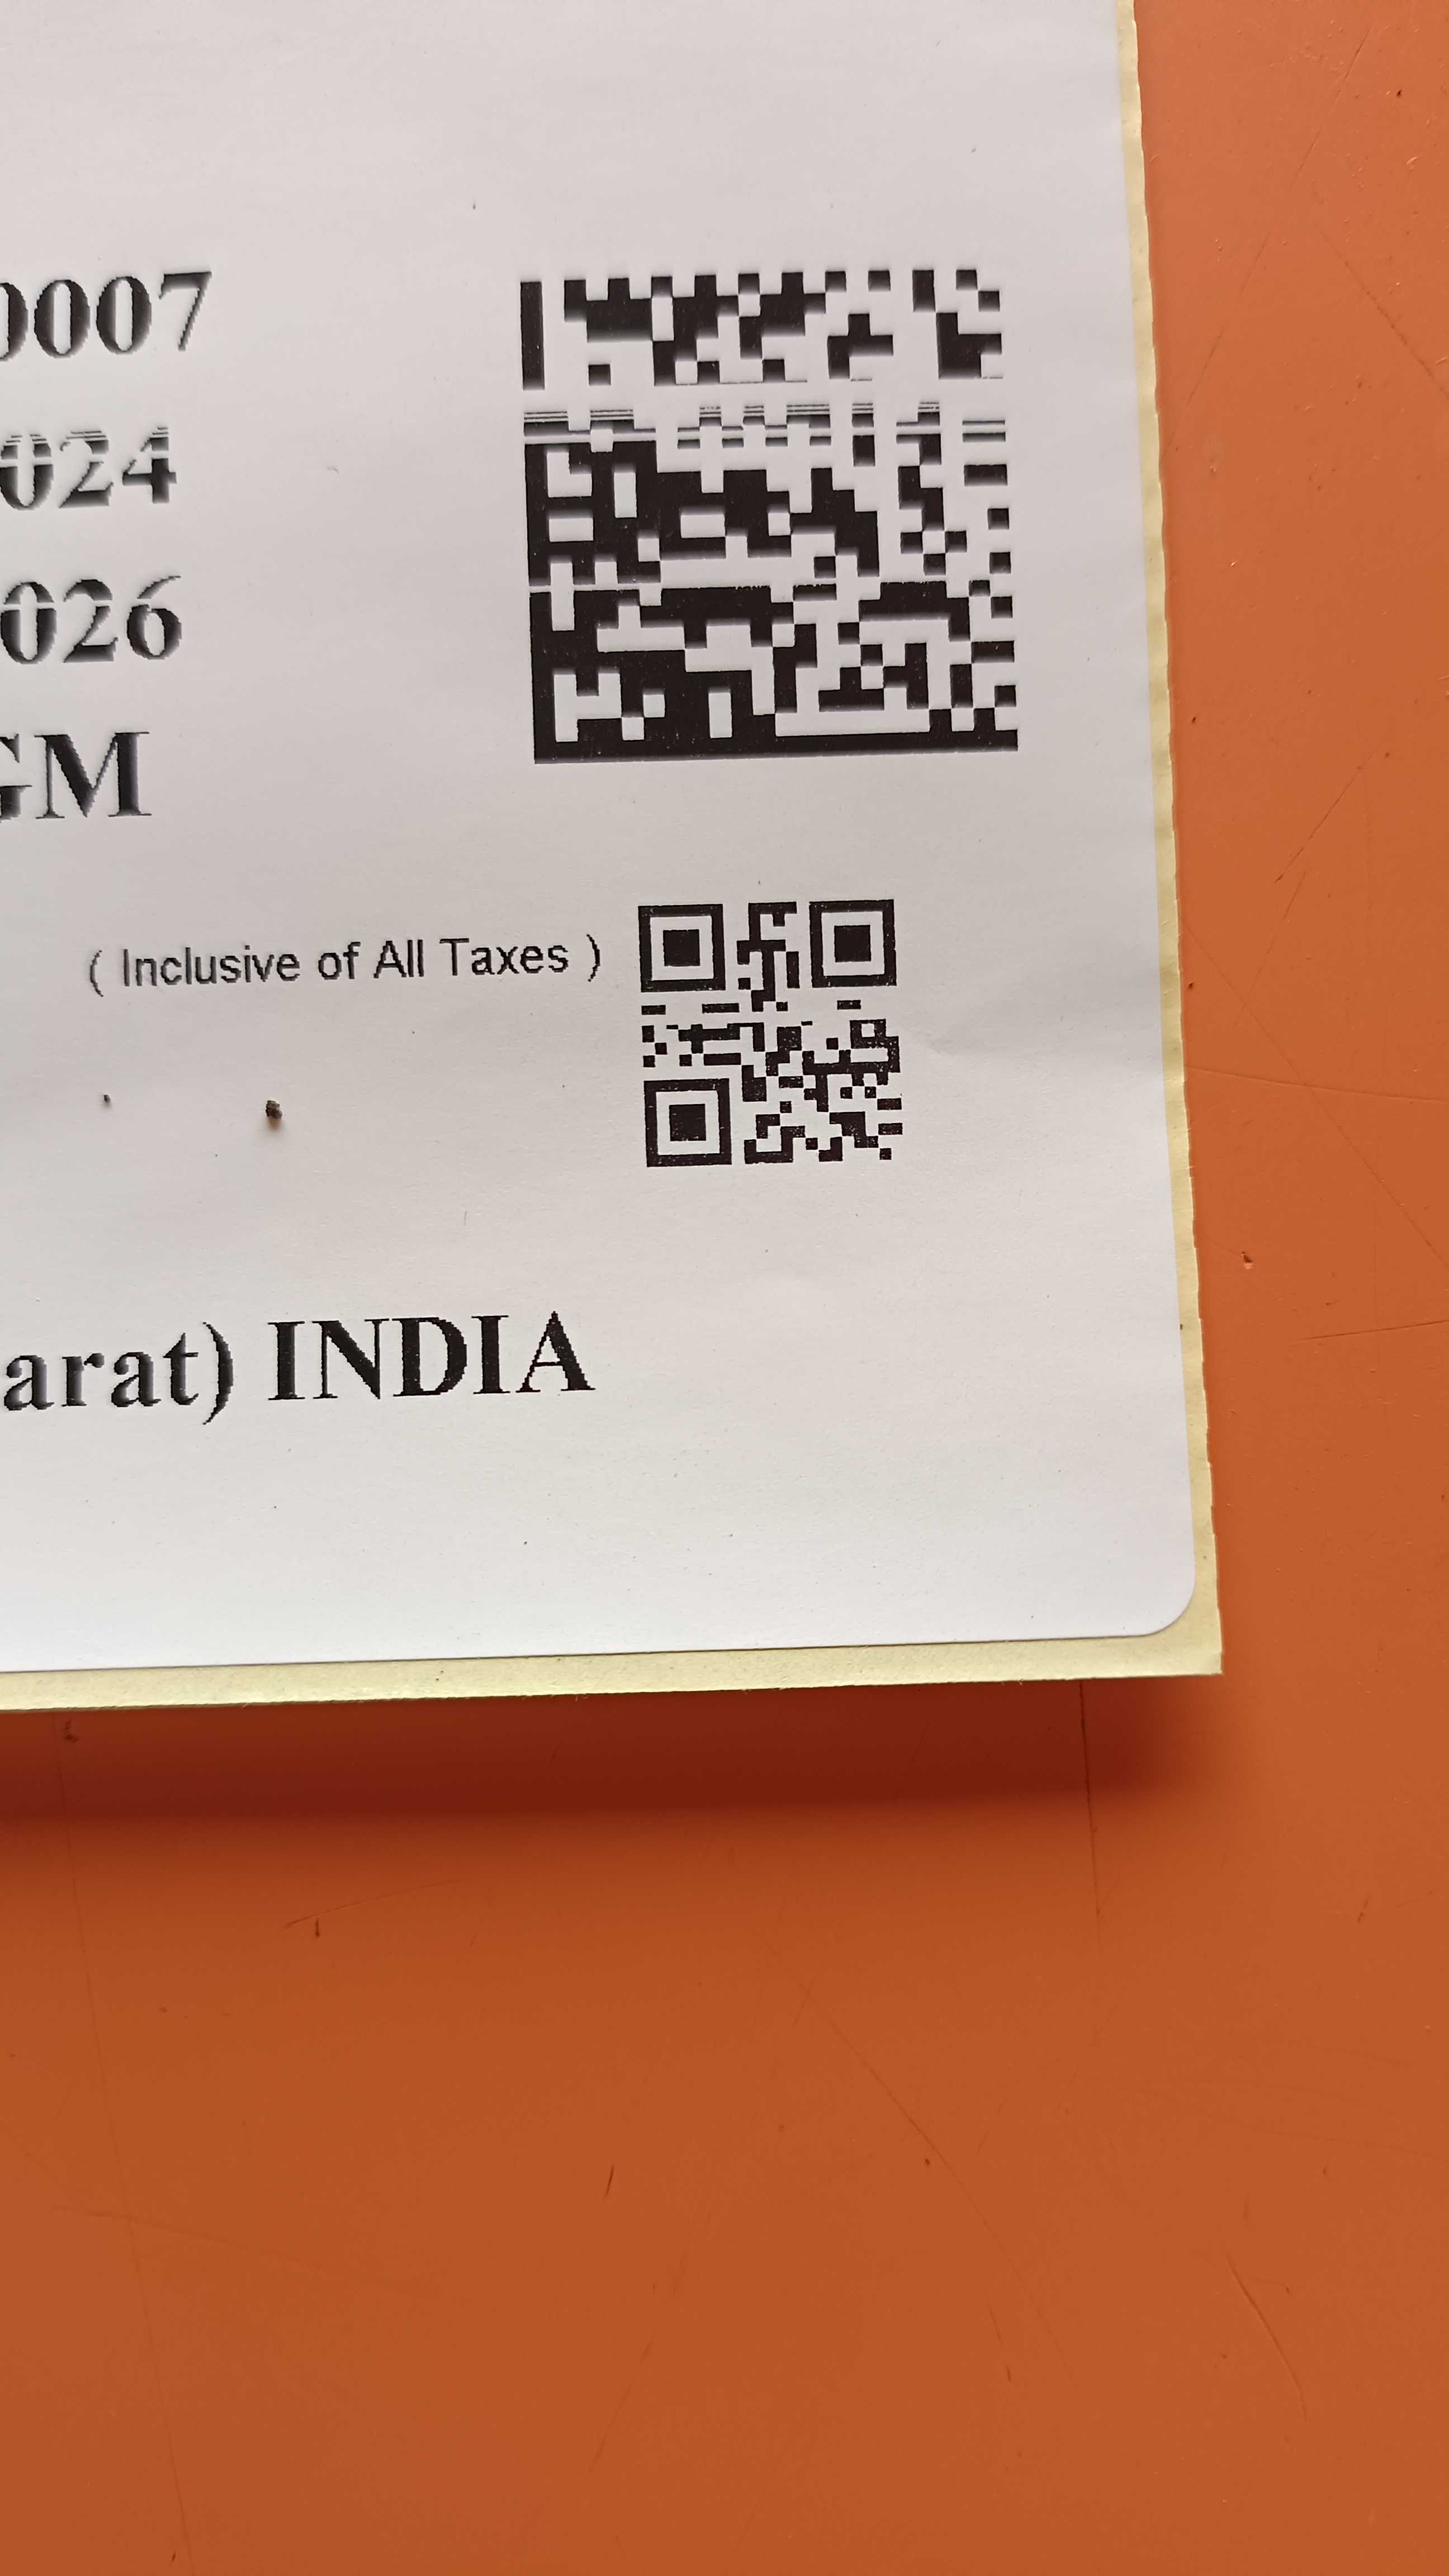 0007
024
026
GM
( Inclusive of All Taxes )
arat) INDIA